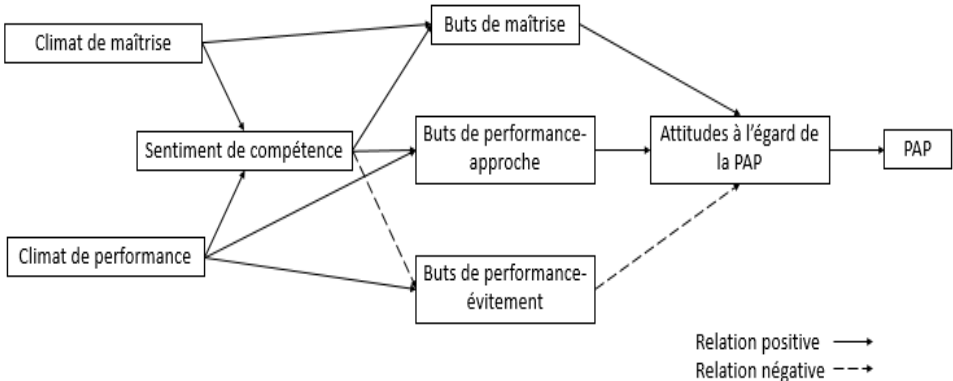 Climat de maîtrise
Buts de maîtrise
Sentiment de compétence
Buts de performance-
approche
Attitudes à l'égard de
la PAP
PAP
Climat de performance
Buts de performance-
évitement
Relation positive
Relation négative